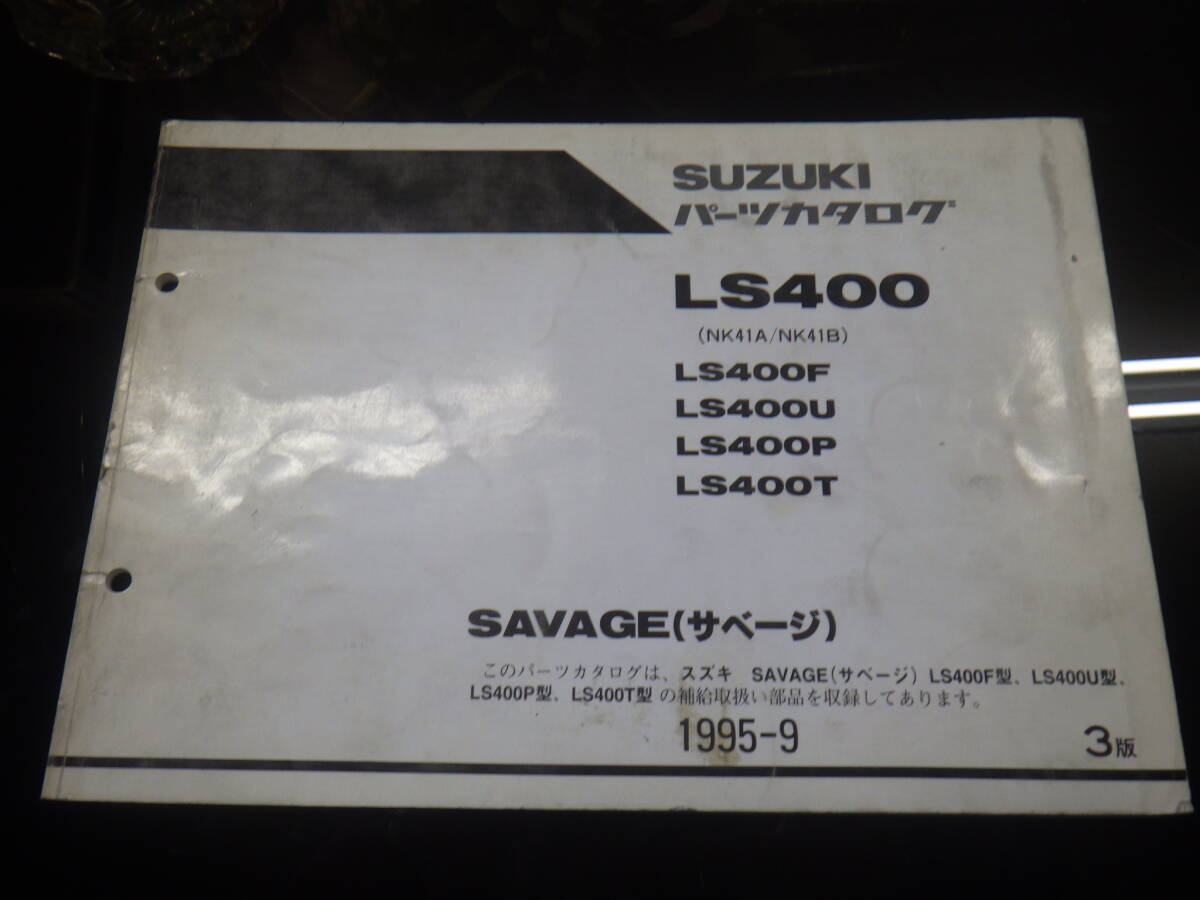 SUZUKI
パーツカタログ
LS400
(NK41A/NK41B)
LS400F
LS400U
LS400P
LS400T
SAVAGE(サベージ)
このパーツカタログは、スズキ SAVAGE(サベージ) LS400F型、LS400U型、
LS400P型、LS400T型 の補給取扱い部品を収録してあります。
1995-9
3版